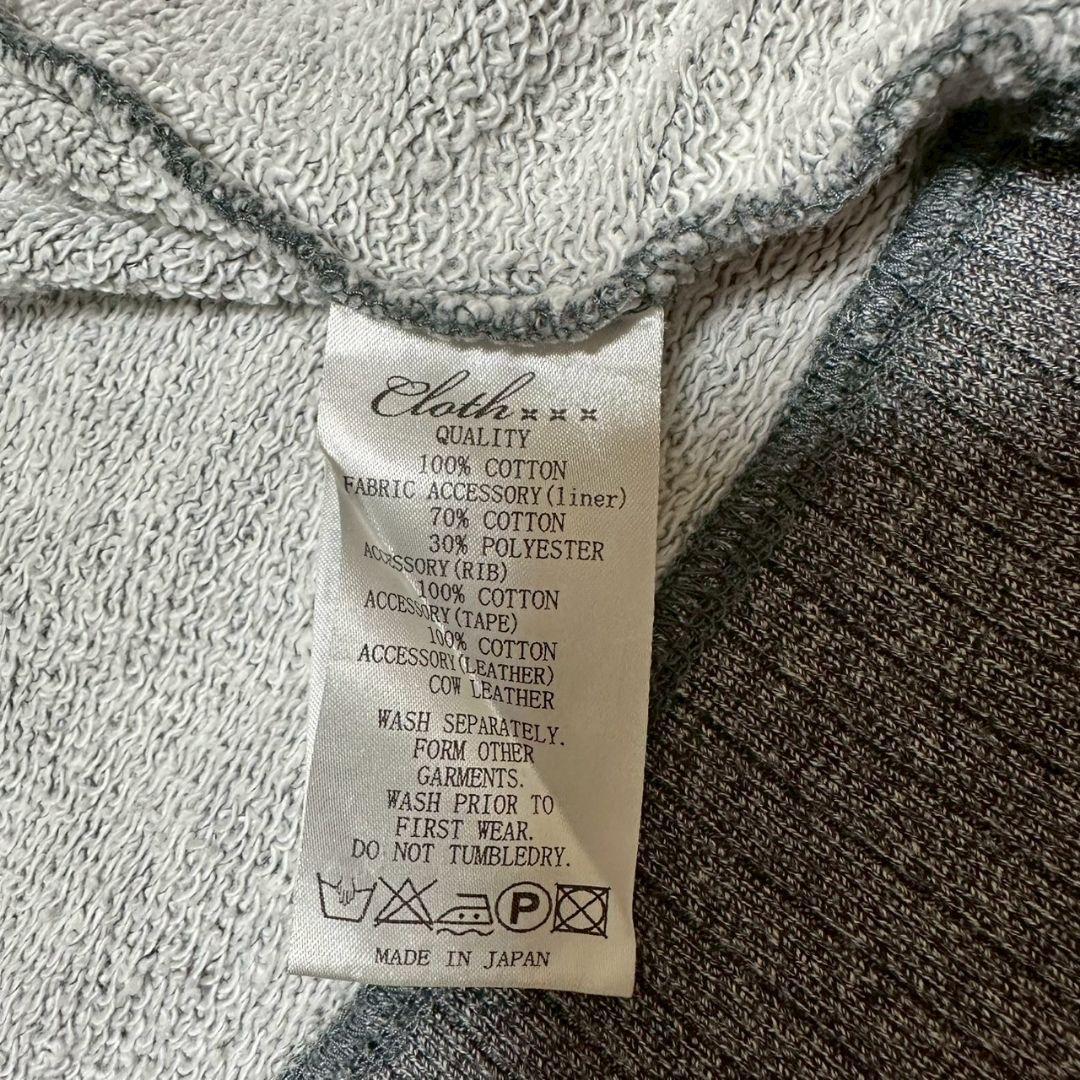 Cloth×××
QUALITY
100% COTTON
FABRIC ACCESSORY(liner)
70% COTTON
30% POLYESTER
ACCESSORY(RIB)
100% COTTON
ACCESSORY(TAPE)
100% COTTON
ACCESSORY(LEATHER)
COW LEATHER
WASH SEPARATELY.
FORM OTHER
GARMENTS.
WASH PRIOR TO
FIRST WEAR.
DO NOT TUMBLEDRY.
P
MADE IN JAPAN